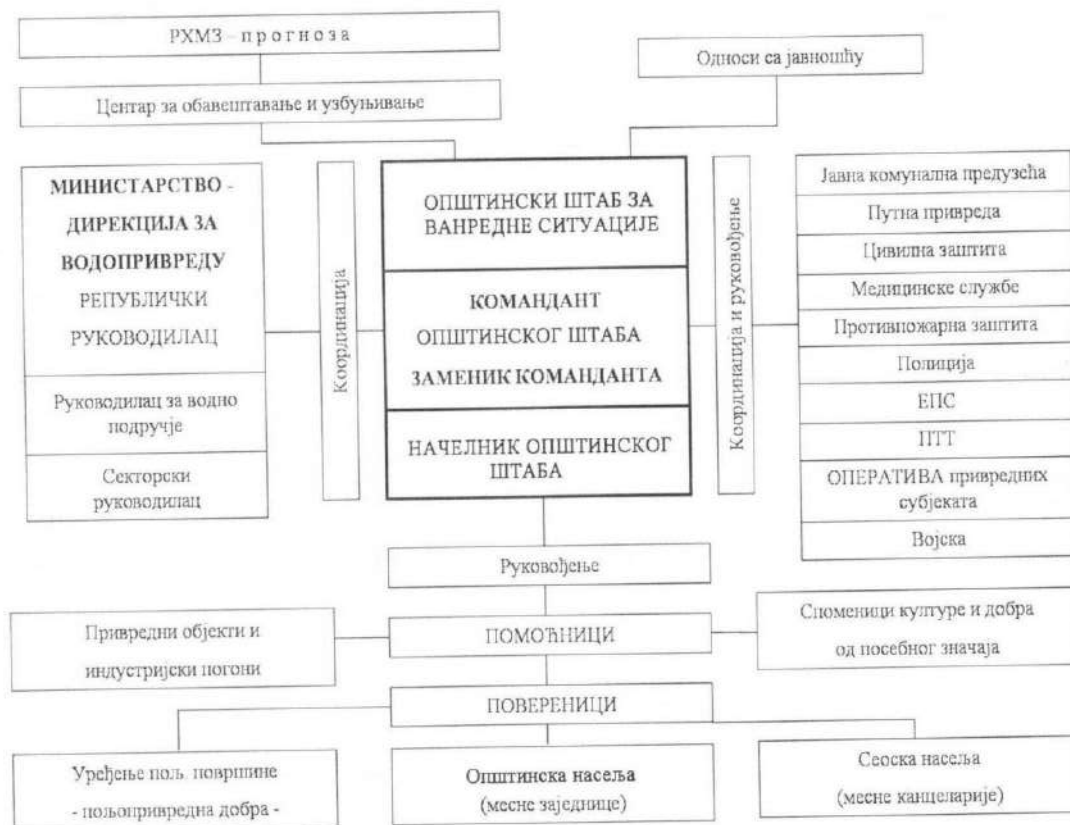 РХМЗ – п р о г н о з а
Односи са јавношћу
Центар за обавештавање и узбуњивање
МИНИСТАРСТВО -
ДИРЕКЦИЈА ЗА
ВОДОПРИВРЕДУ
РЕПУБЛИЧКИ
РУКОВОДИЛАЦ
Руководилац за водно
подручје
Секторски
руководилац
Координација
ОПШТИНСКИ ШТАБ ЗА
ВАНРЕДНЕ СИТУАЦИЈЕ
КОМАНДАНТ
ОПШТИНСКОГ ШТАБА
ЗАМЕНИК КОМАНДАНТА
НАЧЕЛНИК ОПШТИНСКОГ
ШТАБА
Координација и руковођење
Јавна комунална предузећа
Путна привреда
Цивилна заштита
Медицинске службе
Противпожарна заштита
Полиција
ЕПС
ПТТ
ОПЕРАТИВА привредних
субјеката
Војска
Руковођење
Привредни објекти и
индустријски погони
ПОМОЋНИЦИ
Споменици културе и добра
од посебног значаја
ПОВЕРЕНИЦИ
Уређење пољ. површине
- пољопривредна добра -
Општинска насеља
(месне заједнице)
Сеоска насеља
(месне канцеларије)